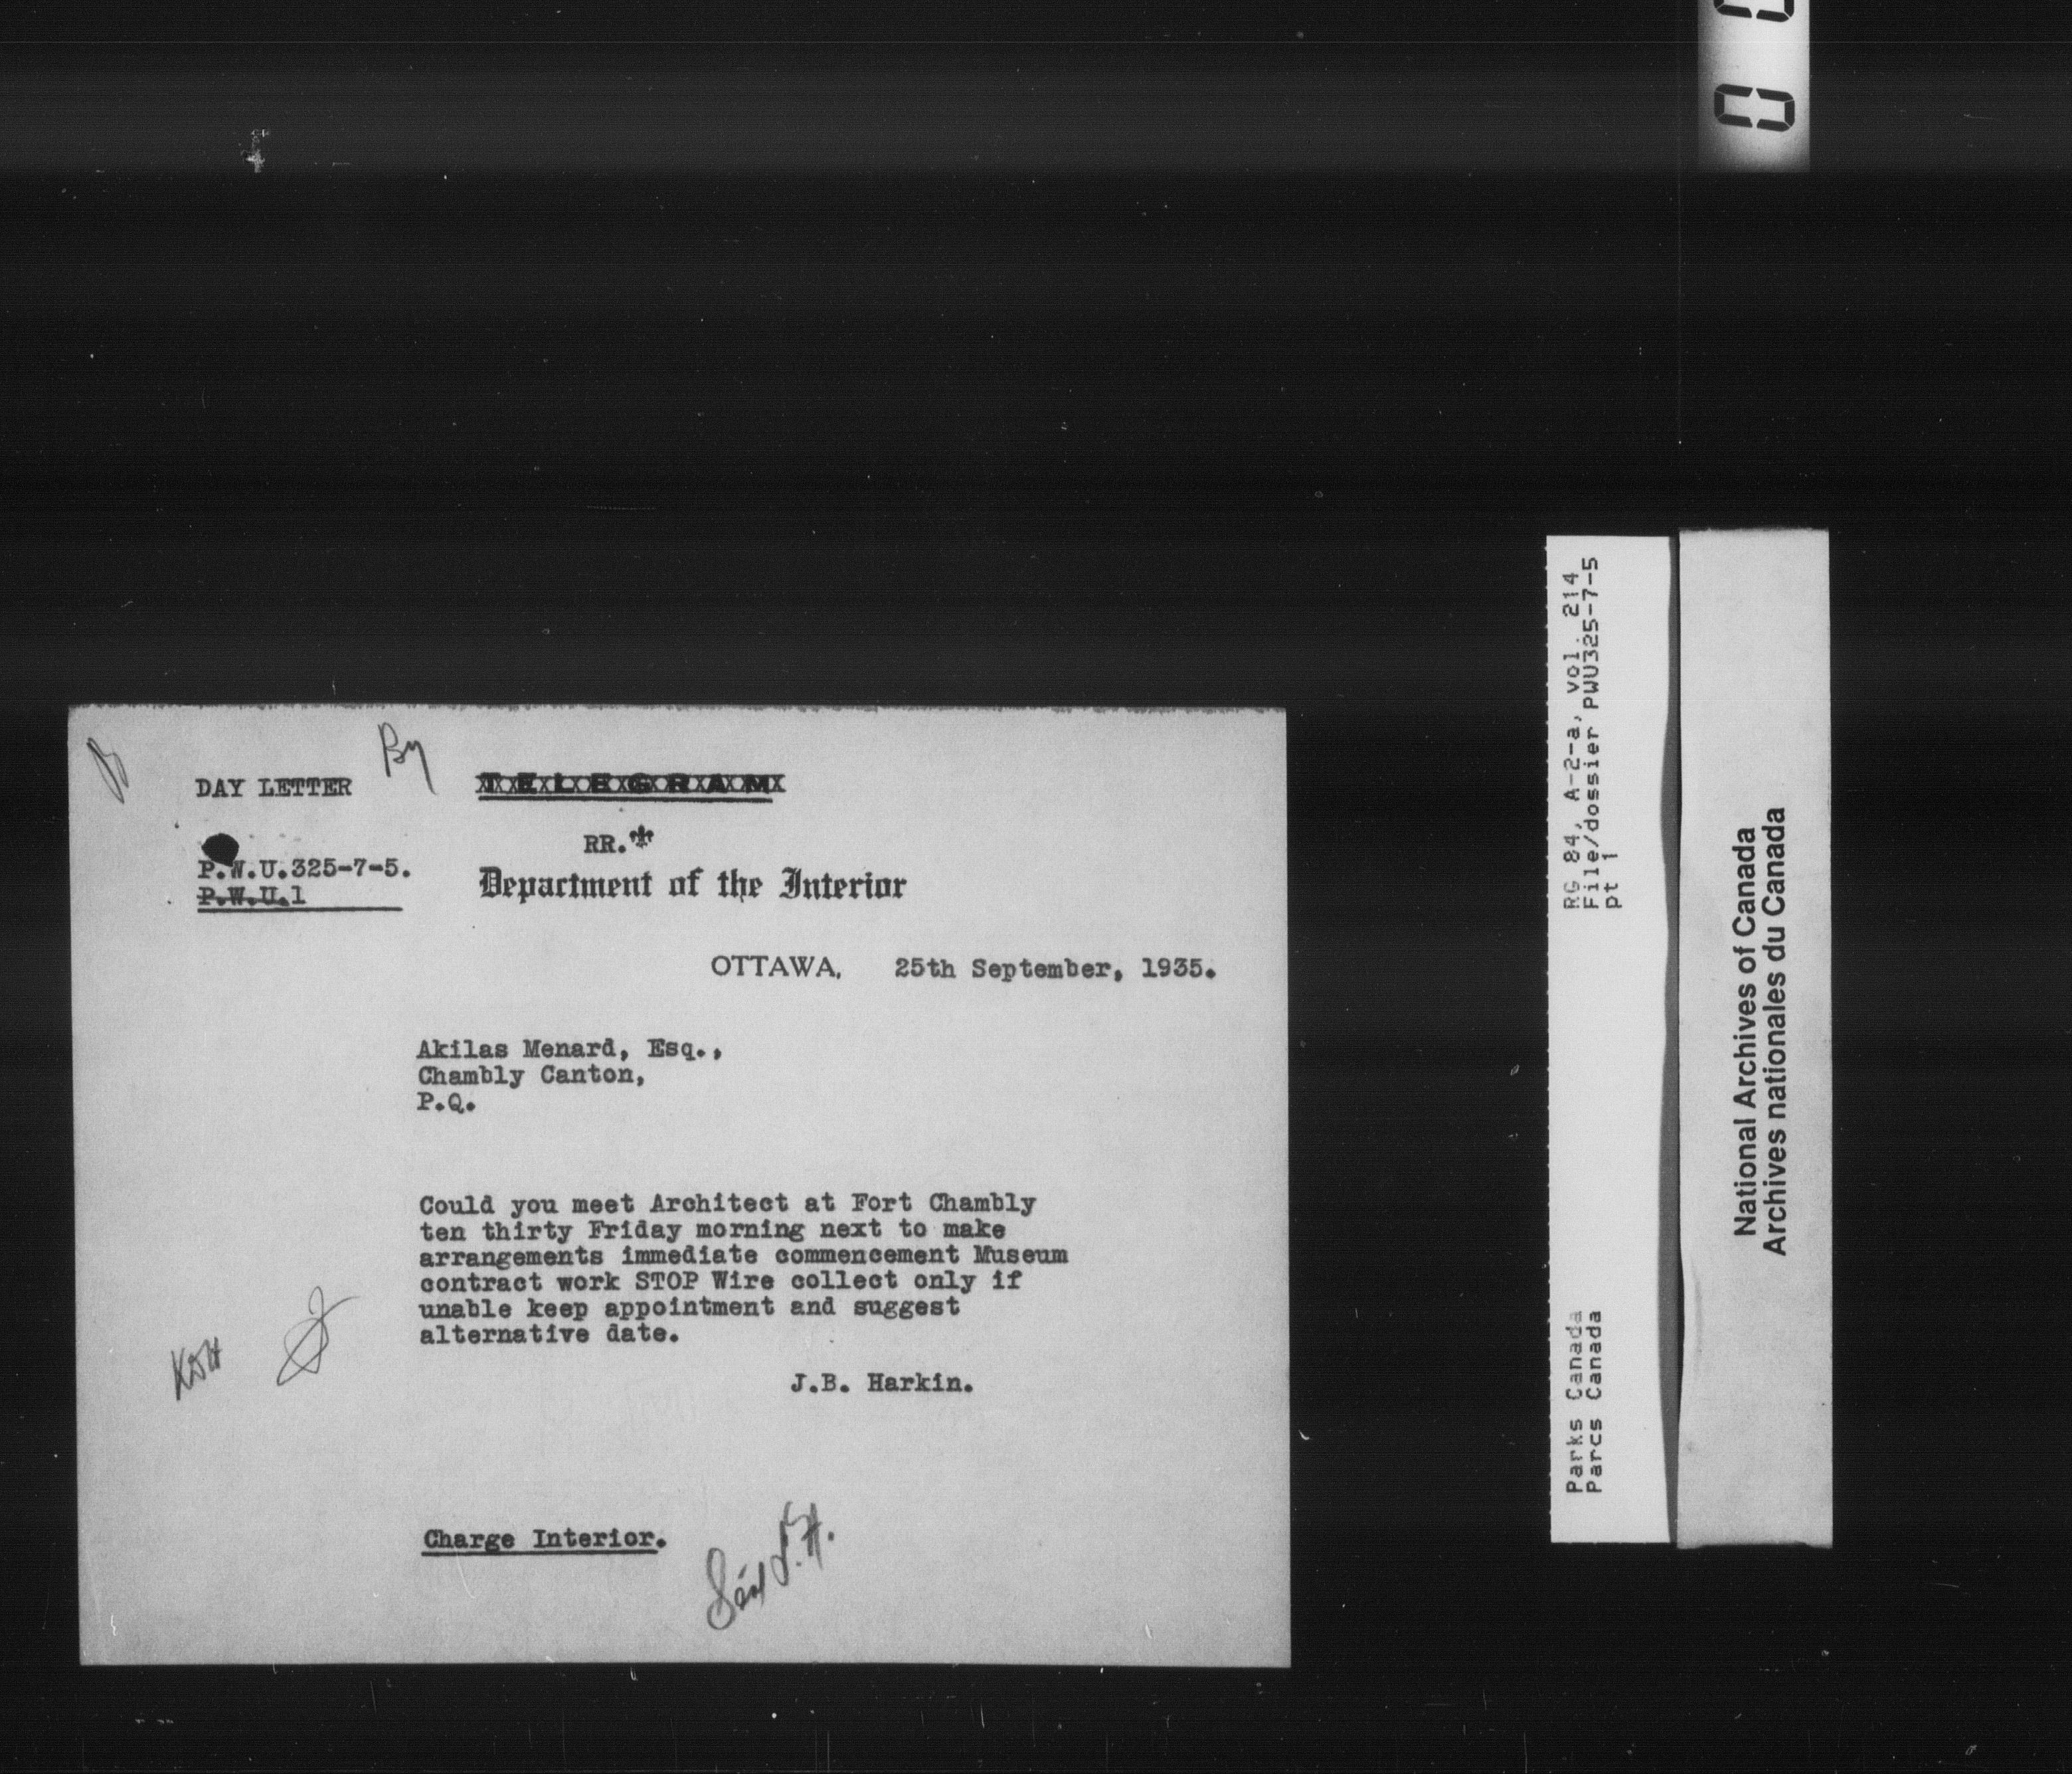 DAY LETTER
By
TELEGRAM
P.W.U.325-7-5.
P.W.U.1
RR.
Department of the Interior
OTTAWA, 25th September, 1935.
Akilas Menard, Esq.,
Chambly Canton,
P.Q.
Could you meet Architect at Fort Chambly
ten thirty Friday morning next to make
arrangements immediate commencement Museum
contract work STOP Wire collect only if
unable keep appointment and suggest
alternative date.
J.B. Harkin.
Charge Interior.
RG 84, A-2-a, vol. 214
File/dossier PWU325-7-5
pt 1
Parks Canada
Parcs Canada
National Archives of Canada
Archives nationales du Canada